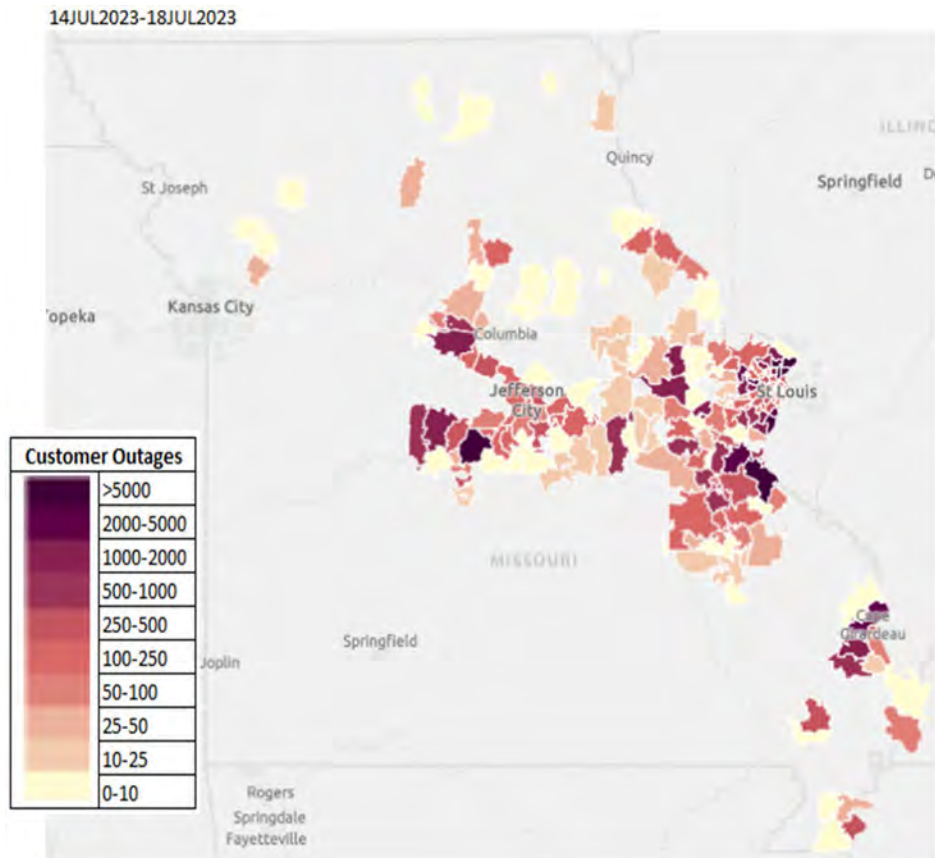 14JUL2023-18JUL2023
ILLIN
Quincy
Springfield
St Joseph
Kansas City
Topeka
Columbia
Jefferson
City
St Louis
Customer Outages
>5000
2000-5000
1000-2000
500-1000
250-500
100-250
50-100
25-50
10-25
0-10
MISSOURI
Cape
Girardeau
Springfield
Joplin
Rogers
Springdale
Fayetteville